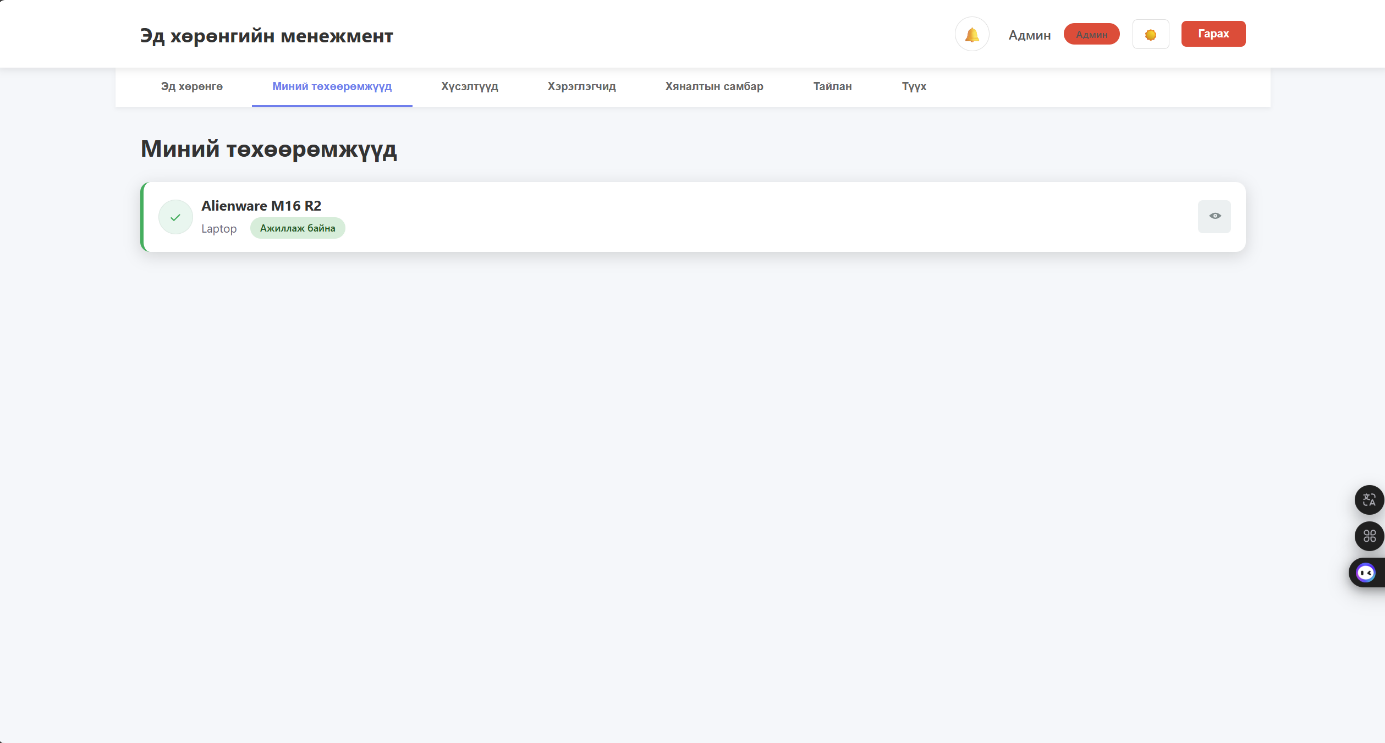 Эд хөрөнгийн менежмент
Админ
Админ
Гарах
Эд хөрөнгө
Миний төхөөрөмжүүд
Хүсэлтүүд
Хэрэглэгчид
Хяналтын самбар
Тайлан
Түүх
Миний төхөөрөмжүүд
Alienware M16 R2
Laptop
Ажиллаж байна